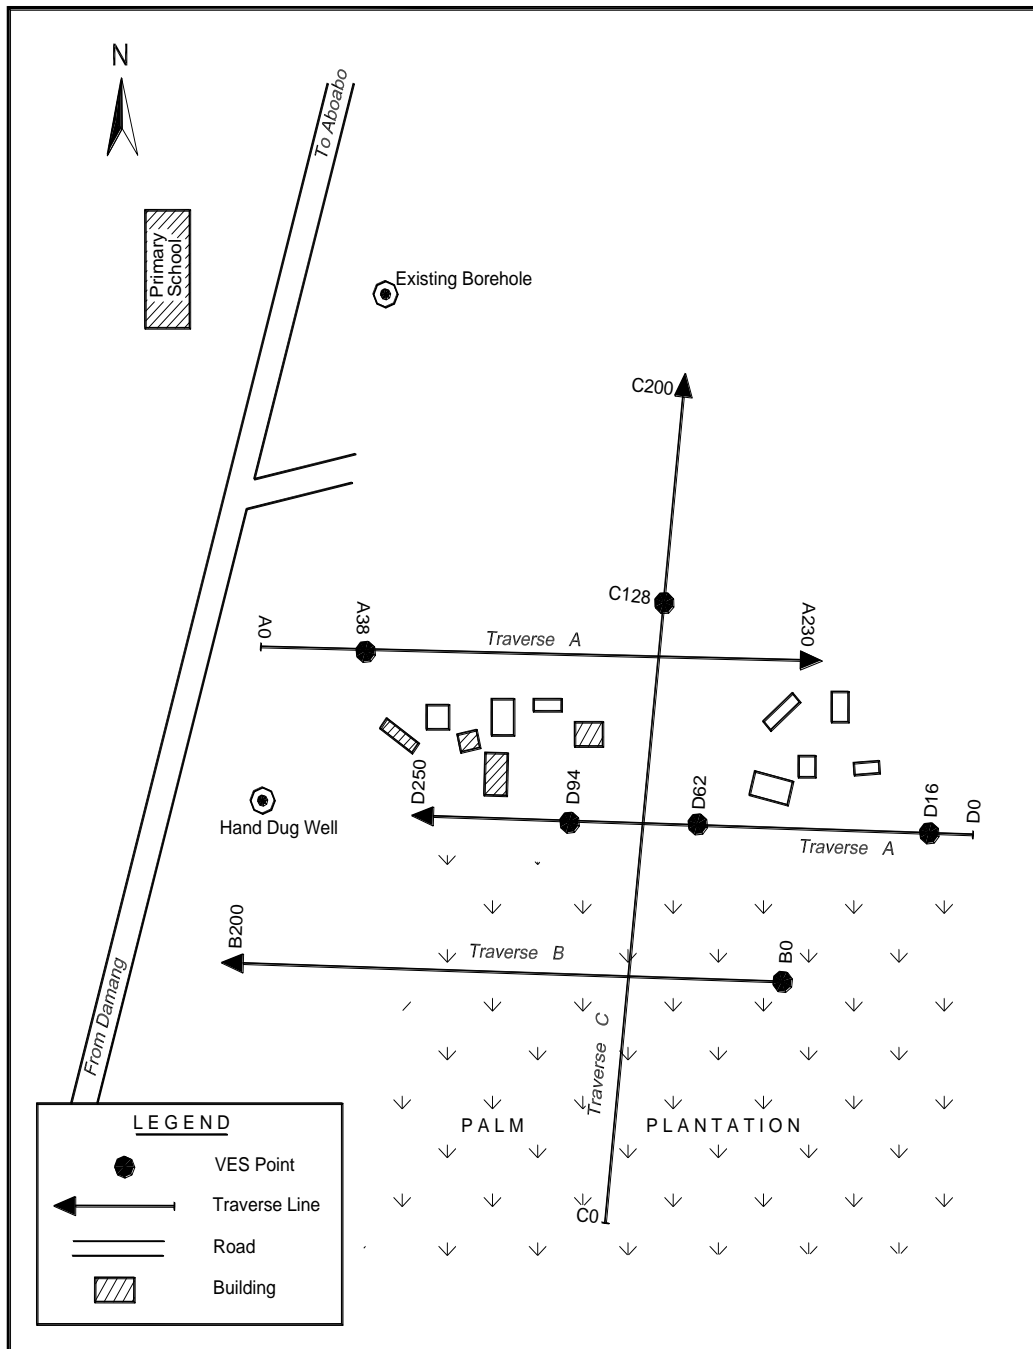 N
To Aboabo
Primary
School
Existing Borehole
C200
C128
A0
A38
Traverse A
A230
D250
D94
D62
D16
D0
Hand Dug Well
Traverse A
B200
Traverse B
B0
From Damang
Traverse C
PALM PLANTATION
C0
LEGEND
VES Point
Traverse Line
Road
Building